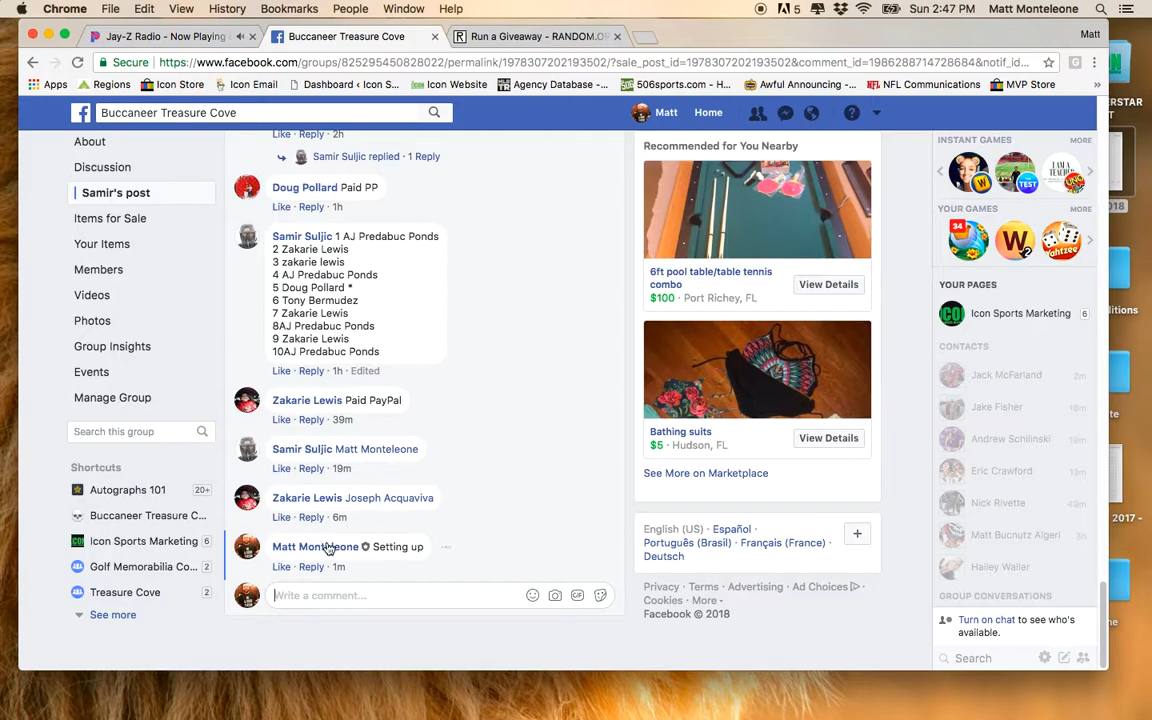 Chrome File Edit View History Bookmarks People Window Help 5 Sun 2:47 PM Matt Monteleone
Jay-Z Radio - Now Playing
Buccaneer Treasure Cove
Run a Giveaway - RANDOM.OR
Matt
Secure https://www.facebook.com/groups/825295450828022/permalink/1978307202193502/?sale_post_id=1978307202193502&comment_id=1986288714728684&notif_id...
Apps Regions Icon Store Icon Email Dashboard ‹ Icon S... Icon Website Agency Database -... 506sports.com - H... Awful Announcing -... NFL Communications MVP Store »
Buccaneer Treasure Cove
Matt Home
About
Discussion
Samir's post
Items for Sale
Your Items
Members
Videos
Photos
Group Insights
Events
Manage Group
Search this group
Shortcuts
Autographs 101 20+
Buccaneer Treasure C...
Icon Sports Marketing 6
Golf Memorabilia Co... 2
Treasure Cove 2
See more
Like · Reply · 2h
Samir Suljic replied · 1 Reply
Doug Pollard Paid PP
Like · Reply · 1h
Samir Suljic 1 AJ Predabuc Ponds
2 Zakarie Lewis
3 zakarie lewis
4 AJ Predabuc Ponds
5 Doug Pollard *
6 Tony Bermudez
7 Zakarie Lewis
8AJ Predabuc Ponds
9 Zakarie Lewis
10AJ Predabuc Ponds
Like · Reply · 1h · Edited
Zakarie Lewis Paid PayPal
Like · Reply · 39m
Samir Suljic Matt Monteleone
Like · Reply · 19m
Zakarie Lewis Joseph Acquaviva
Like · Reply · 6m
Matt Monteleone Setting up
Like · Reply · 1m
Write a comment...
GIF
Recommended for You Nearby
6ft pool table/table tennis
combo
$100 · Port Richey, FL
View Details
Bathing suits
$5 · Hudson, FL
View Details
See More on Marketplace
English (US) · Español ·
Português (Brasil) · Français (France) ·
Deutsch
Privacy · Terms · Advertising · Ad Choices ·
Cookies · More
Facebook © 2018
INSTANT GAMES MORE
YOUR GAMES MORE
34
YOUR PAGES
Icon Sports Marketing 6
CONTACTS
Jack McFarland 2m
Jake Fisher
Andrew Schilinski
Eric Crawford
Nick Rivette
Matt Bucnutz Algeri
Hailey Waller
GROUP CONVERSATIONS
Turn on chat to see who's
available.
Search
2017 -